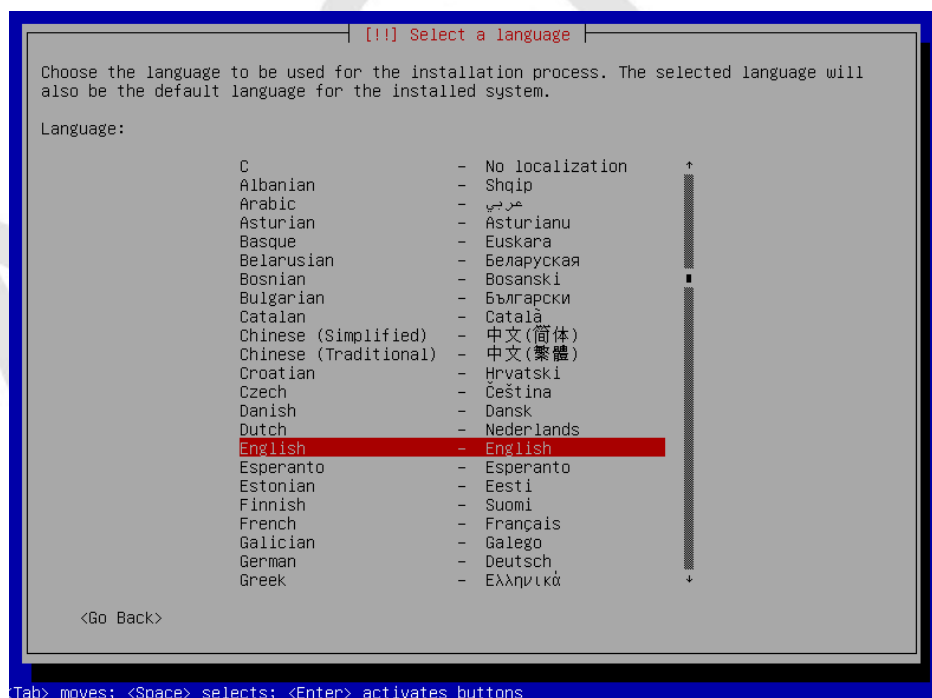 [!!] Select a language
Choose the language to be used for the installation process. The selected language will
also be the default language for the installed system.
Language:
C - No localization
Albanian - Shqip
Arabic - عربي
Asturian - Asturianu
Basque - Euskara
Belarusian - Беларуская
Bosnian - Bosanski
Bulgarian - Български
Catalan - Català
Chinese (Simplified) - 中文(简体)
Chinese (Traditional) - 中文(繁體)
Croatian - Hrvatski
Czech - Čeština
Danish - Dansk
Dutch - Nederlands
English - English
Esperanto - Esperanto
Estonian - Eesti
Finnish - Suomi
French - Français
Galician - Galego
German - Deutsch
Greek - Ελληνικά
<Go Back>
<Tab> moves; <Space> selects; <Enter> activates buttons